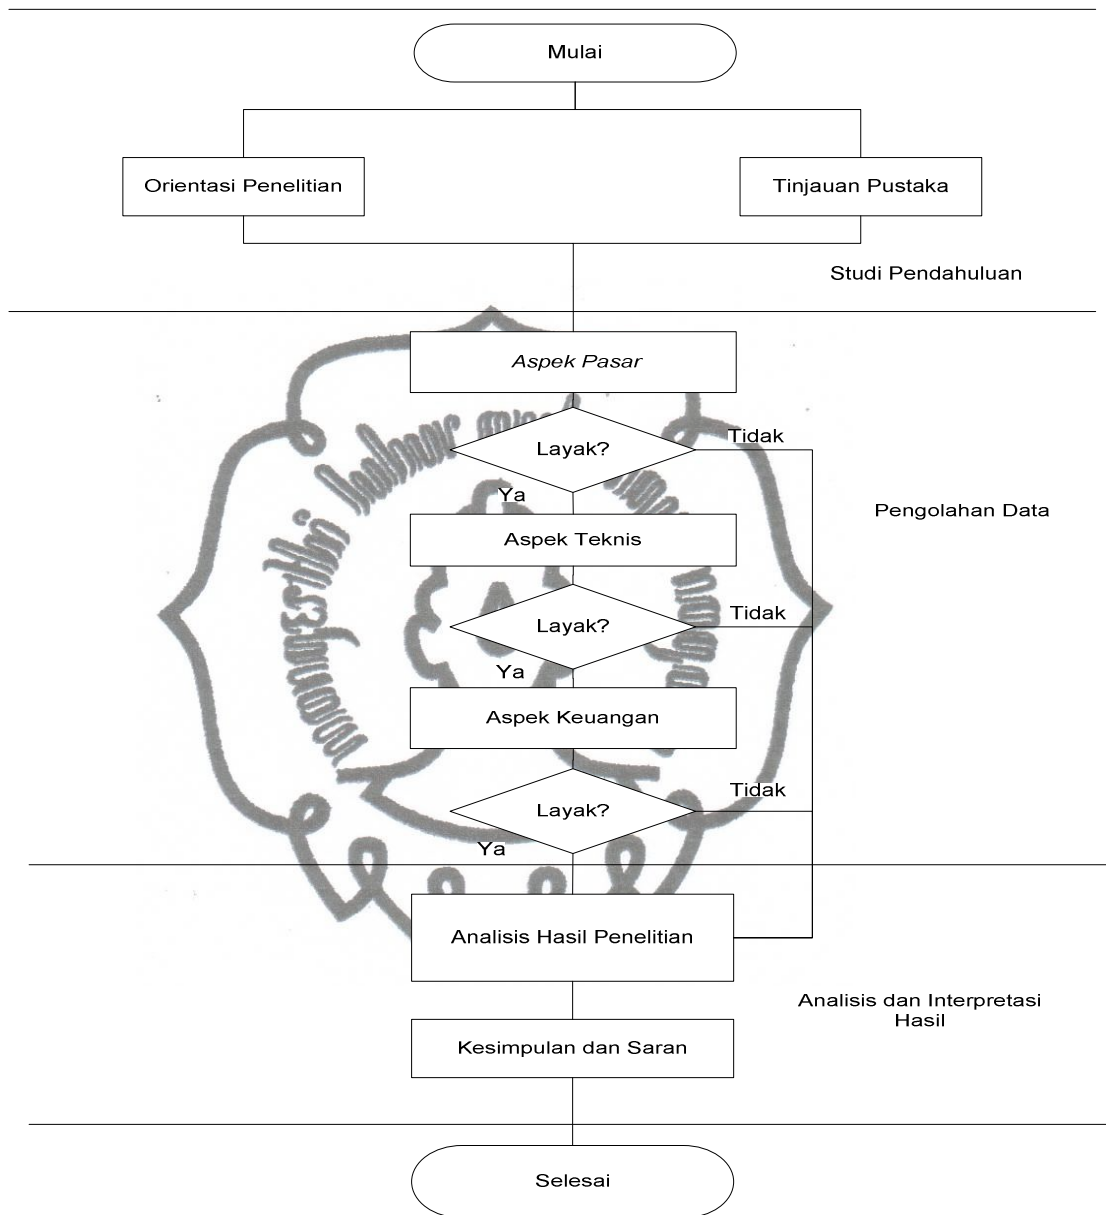 Mulai
Orientasi Penelitian
Tinjauan Pustaka
Studi Pendahuluan
Aspek Pasar
Layak?
Tidak
Ya
Pengolahan Data
Aspek Teknis
Layak?
Tidak
Ya
Aspek Keuangan
Layak?
Tidak
Ya
Analisis Hasil Penelitian
Analisis dan Interpretasi
Hasil
Kesimpulan dan Saran
Selesai